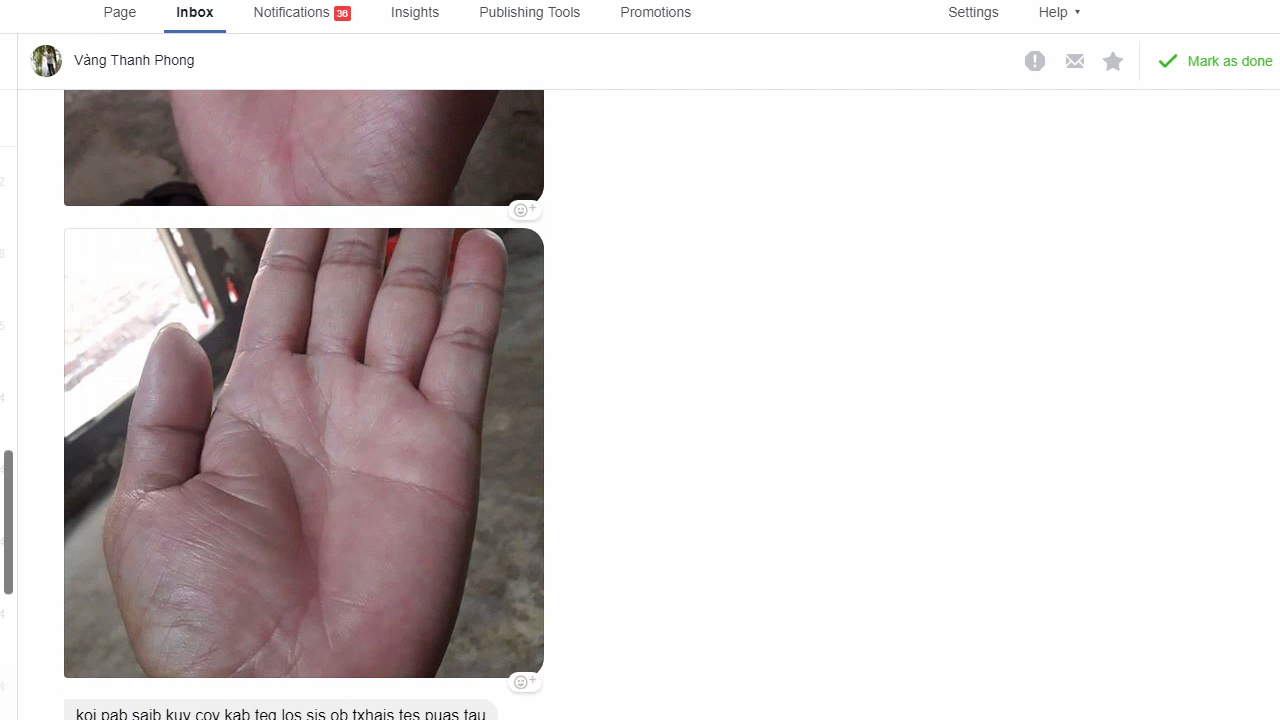 Page Inbox Notifications 36 Insights Publishing Tools Promotions Settings Help
Vàng Thanh Phong Mark as done
koj pab saib kuv cov kab teg los sis ob txhais tes puas tau